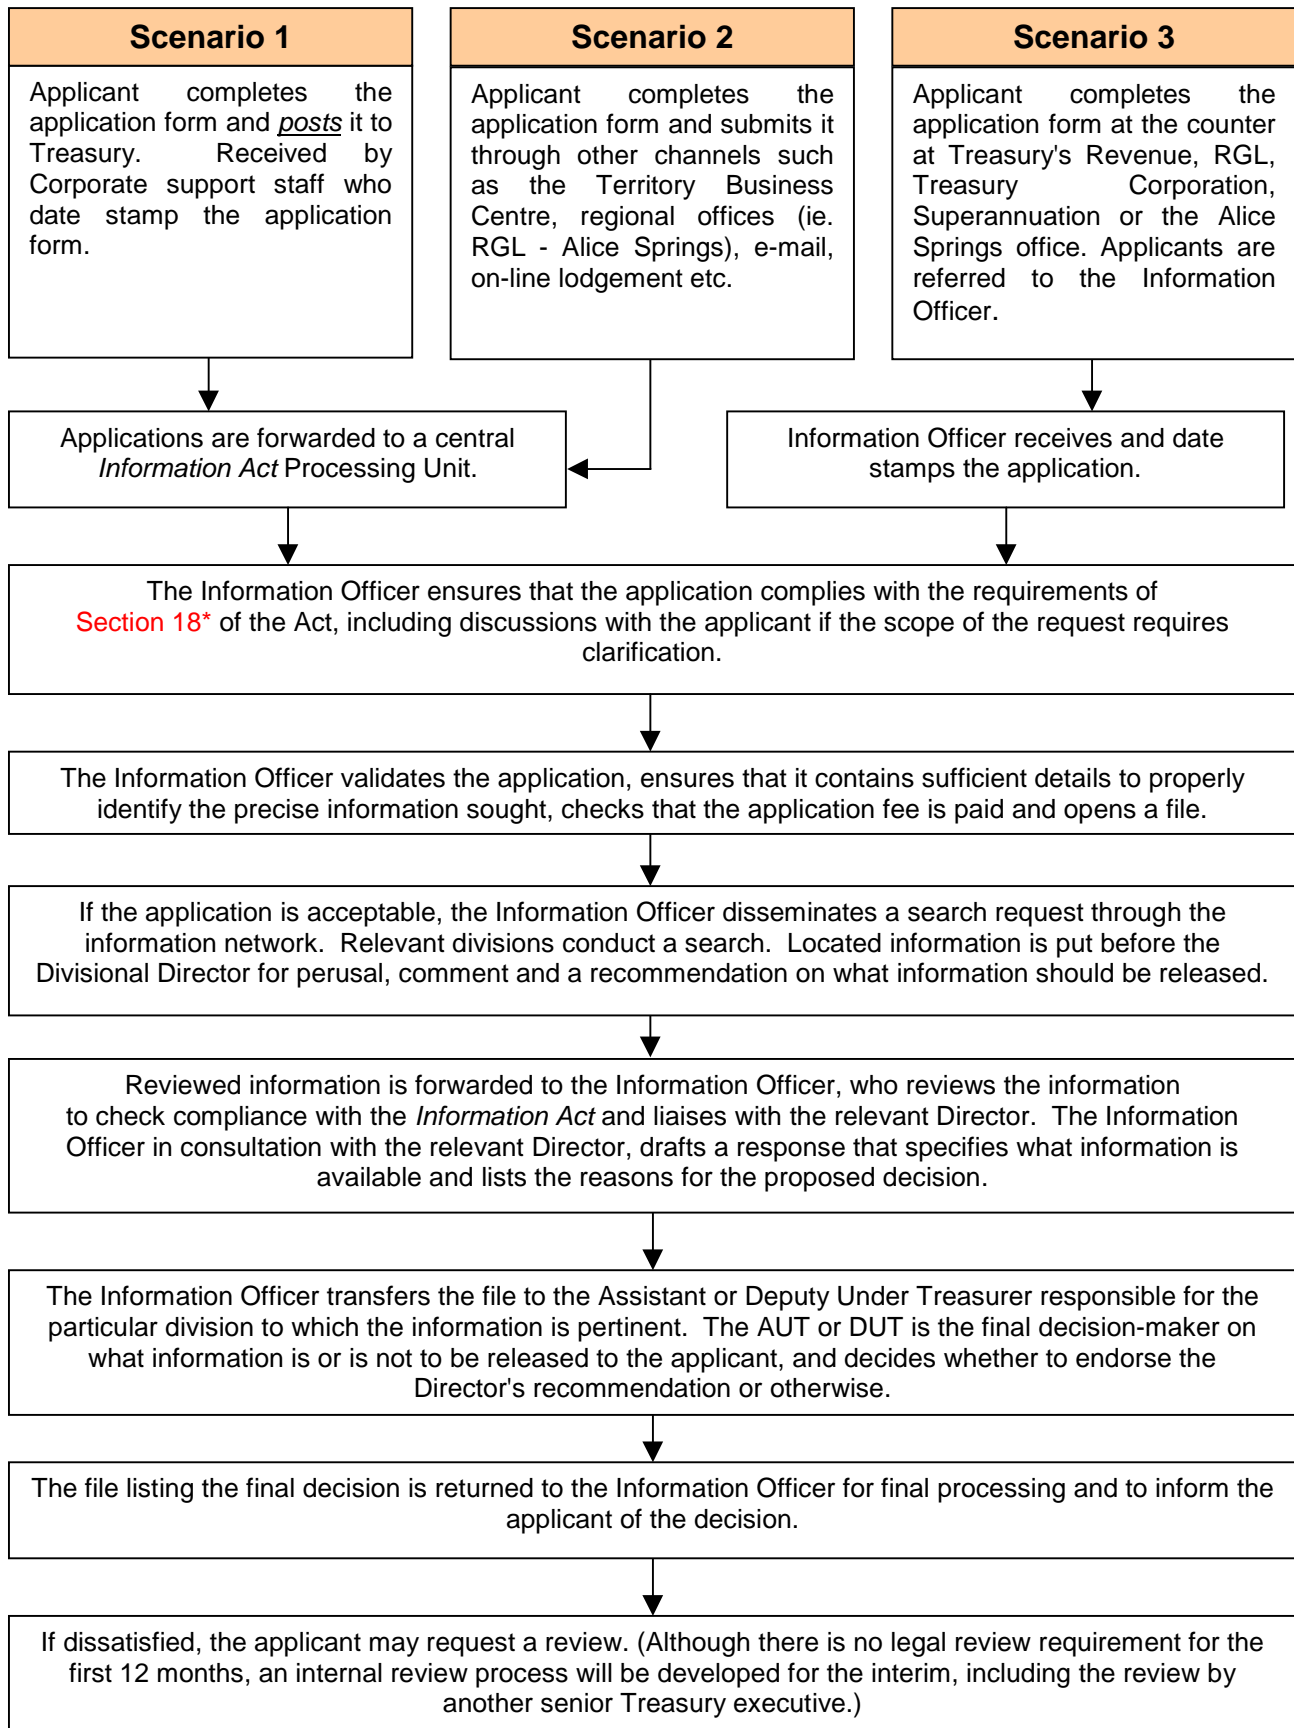 Scenario 1
Applicant completes the
application form and posts it to
Treasury. Received by
Corporate support staff who
date stamp the application
form.
Scenario 2
Applicant completes the
application form and submits it
through other channels such
as the Territory Business
Centre, regional offices (ie.
RGL - Alice Springs), e-mail,
on-line lodgement etc.
Scenario 3
Applicant completes the
application form at the counter
at Treasury's Revenue, RGL,
Treasury Corporation,
Superannuation or the Alice
Springs office. Applicants are
referred to the Information
Officer.
Applications are forwarded to a central
Information Act Processing Unit.
Information Officer receives and date
stamps the application.
The Information Officer ensures that the application complies with the requirements of
Section 18* of the Act, including discussions with the applicant if the scope of the request requires
clarification.
The Information Officer validates the application, ensures that it contains sufficient details to properly
identify the precise information sought, checks that the application fee is paid and opens a file.
If the application is acceptable, the Information Officer disseminates a search request through the
information network. Relevant divisions conduct a search. Located information is put before the
Divisional Director for perusal, comment and a recommendation on what information should be released.
Reviewed information is forwarded to the Information Officer, who reviews the information
to check compliance with the Information Act and liaises with the relevant Director. The Information
Officer in consultation with the relevant Director, drafts a response that specifies what information is
available and lists the reasons for the proposed decision.
The Information Officer transfers the file to the Assistant or Deputy Under Treasurer responsible for the
particular division to which the information is pertinent. The AUT or DUT is the final decision-maker on
what information is or is not to be released to the applicant, and decides whether to endorse the
Director's recommendation or otherwise.
The file listing the final decision is returned to the Information Officer for final processing and to inform the
applicant of the decision.
If dissatisfied, the applicant may request a review. (Although there is no legal review requirement for the
first 12 months, an internal review process will be developed for the interim, including the review by
another senior Treasury executive.)